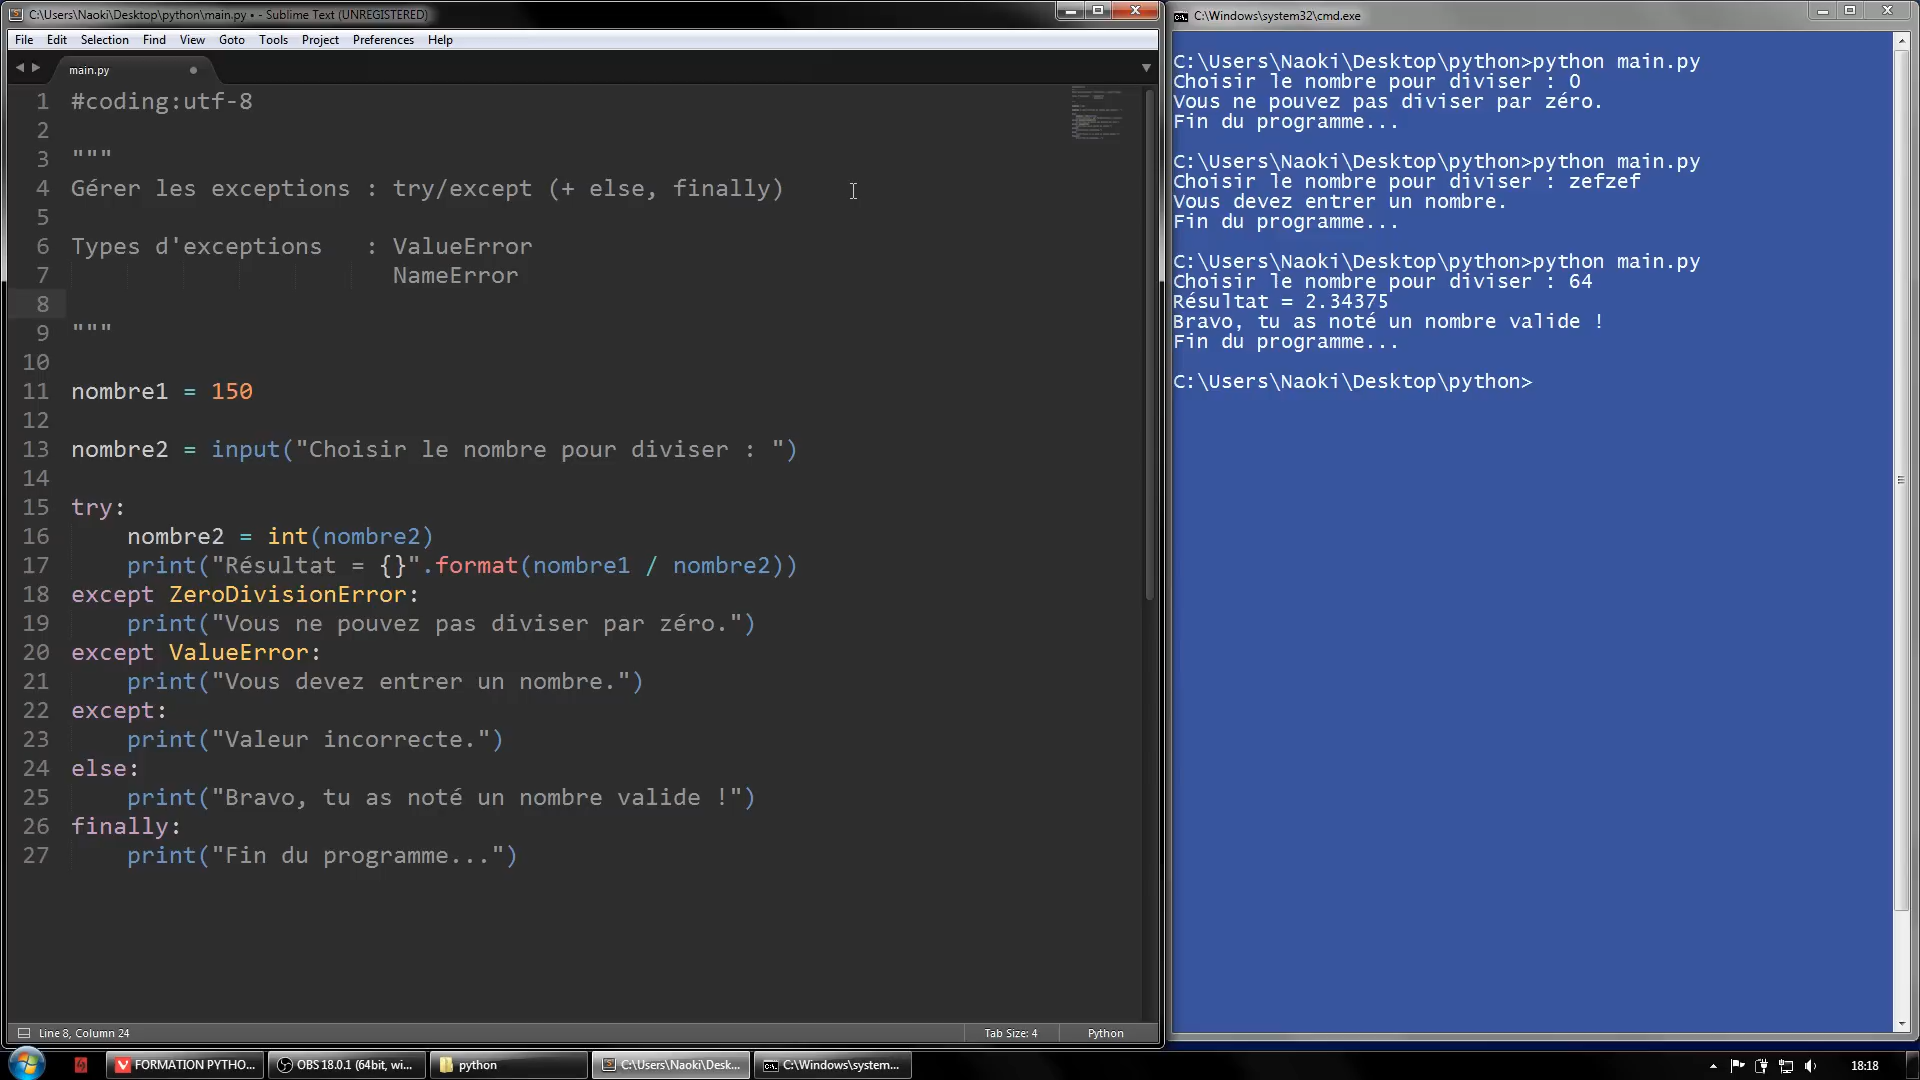 C:\Users\Naoki\Desktop\python\main.py • - Sublime Text (UNREGISTERED)
File Edit Selection Find View Goto Tools Project Preferences Help
main.py
1 #coding:utf-8
2
3 """
4 Gérer les exceptions : try/except (+ else, finally)
5
6 Types d'exceptions : ValueError
7 NameError
8
9 """
10
11 nombre1 = 150
12
13 nombre2 = input("Choisir le nombre pour diviser : ")
14
15 try:
16 nombre2 = int(nombre2)
17 print("Résultat = {}".format(nombre1 / nombre2))
18 except ZeroDivisionError:
19 print("Vous ne pouvez pas diviser par zéro.")
20 except ValueError:
21 print("Vous devez entrer un nombre.")
22 except:
23 print("Valeur incorrecte.")
24 else:
25 print("Bravo, tu as noté un nombre valide !")
26 finally:
27 print("Fin du programme...")
Line 8, Column 24
Tab Size: 4
Python
C:\Windows\system32\cmd.exe
C:\Users\Naoki\Desktop\python>python main.py
Choisir le nombre pour diviser : 0
Vous ne pouvez pas diviser par zéro.
Fin du programme...
C:\Users\Naoki\Desktop\python>python main.py
Choisir le nombre pour diviser : zefzef
Vous devez entrer un nombre.
Fin du programme...
C:\Users\Naoki\Desktop\python>python main.py
Choisir le nombre pour diviser : 64
Résultat = 2.34375
Bravo, tu as noté un nombre valide !
Fin du programme...
C:\Users\Naoki\Desktop\python>
FORMATION PYTHO...
OBS 18.0.1 (64bit, wi...
python
C:\Users\Naoki\Desk...
C:\Windows\system...
18:18